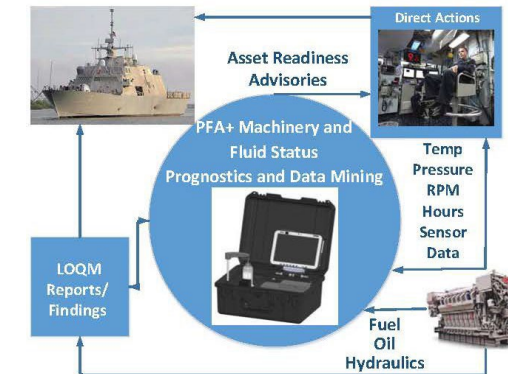 Direct Actions
Asset Readiness
Advisories
PFA+ Machinery and
Fluid Status
Prognostics and Data Mining
Temp
Pressure
RPM
Hours
Sensor
Data
LOQM
Reports/
Findings
Fuel
Oil
Hydraulics